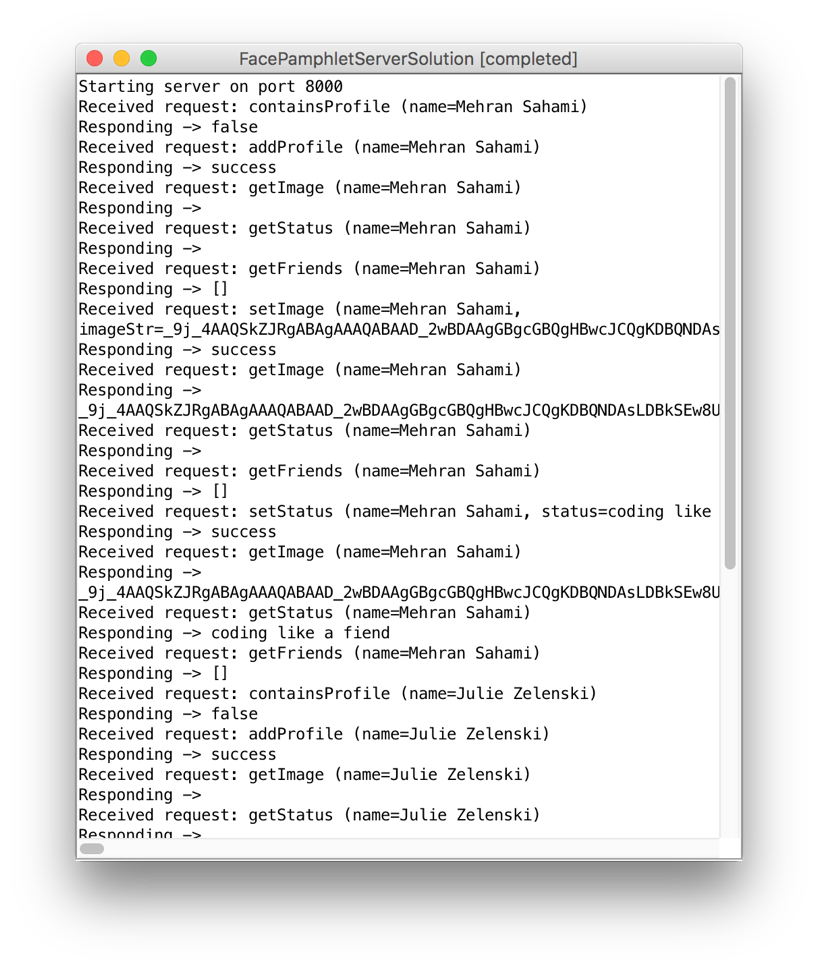 FacePamphletServerSolution [completed]
Starting server on port 8000
Received request: containsProfile (name=Mehran Sahami)
Responding -> false
Received request: addProfile (name=Mehran Sahami)
Responding -> success
Received request: getImage (name=Mehran Sahami)
Responding ->
Received request: getStatus (name=Mehran Sahami)
Responding ->
Received request: getFriends (name=Mehran Sahami)
Responding -> []
Received request: setImage (name=Mehran Sahami,
imageStr=_9j_4AAQSkZJRgABAgAAAQABAAD_2wBDAAgGBgcGBQgHBwcJCQgKDBQNDAs
Responding -> success
Received request: getImage (name=Mehran Sahami)
Responding ->
_9j_4AAQSkZJRgABAgAAAQABAAD_2wBDAAgGBgcGBQgHBwcJCQgKDBQNDAsLDBkSEw8U
Received request: getStatus (name=Mehran Sahami)
Responding ->
Received request: getFriends (name=Mehran Sahami)
Responding -> []
Received request: setStatus (name=Mehran Sahami, status=coding like
Responding -> success
Received request: getImage (name=Mehran Sahami)
Responding ->
_9j_4AAQSkZJRgABAgAAAQABAAD_2wBDAAgGBgcGBQgHBwcJCQgKDBQNDAsLDBkSEw8U
Received request: getStatus (name=Mehran Sahami)
Responding -> coding like a fiend
Received request: getFriends (name=Mehran Sahami)
Responding -> []
Received request: containsProfile (name=Julie Zelenski)
Responding -> false
Received request: addProfile (name=Julie Zelenski)
Responding -> success
Received request: getImage (name=Julie Zelenski)
Responding ->
Received request: getStatus (name=Julie Zelenski)
Responding ->